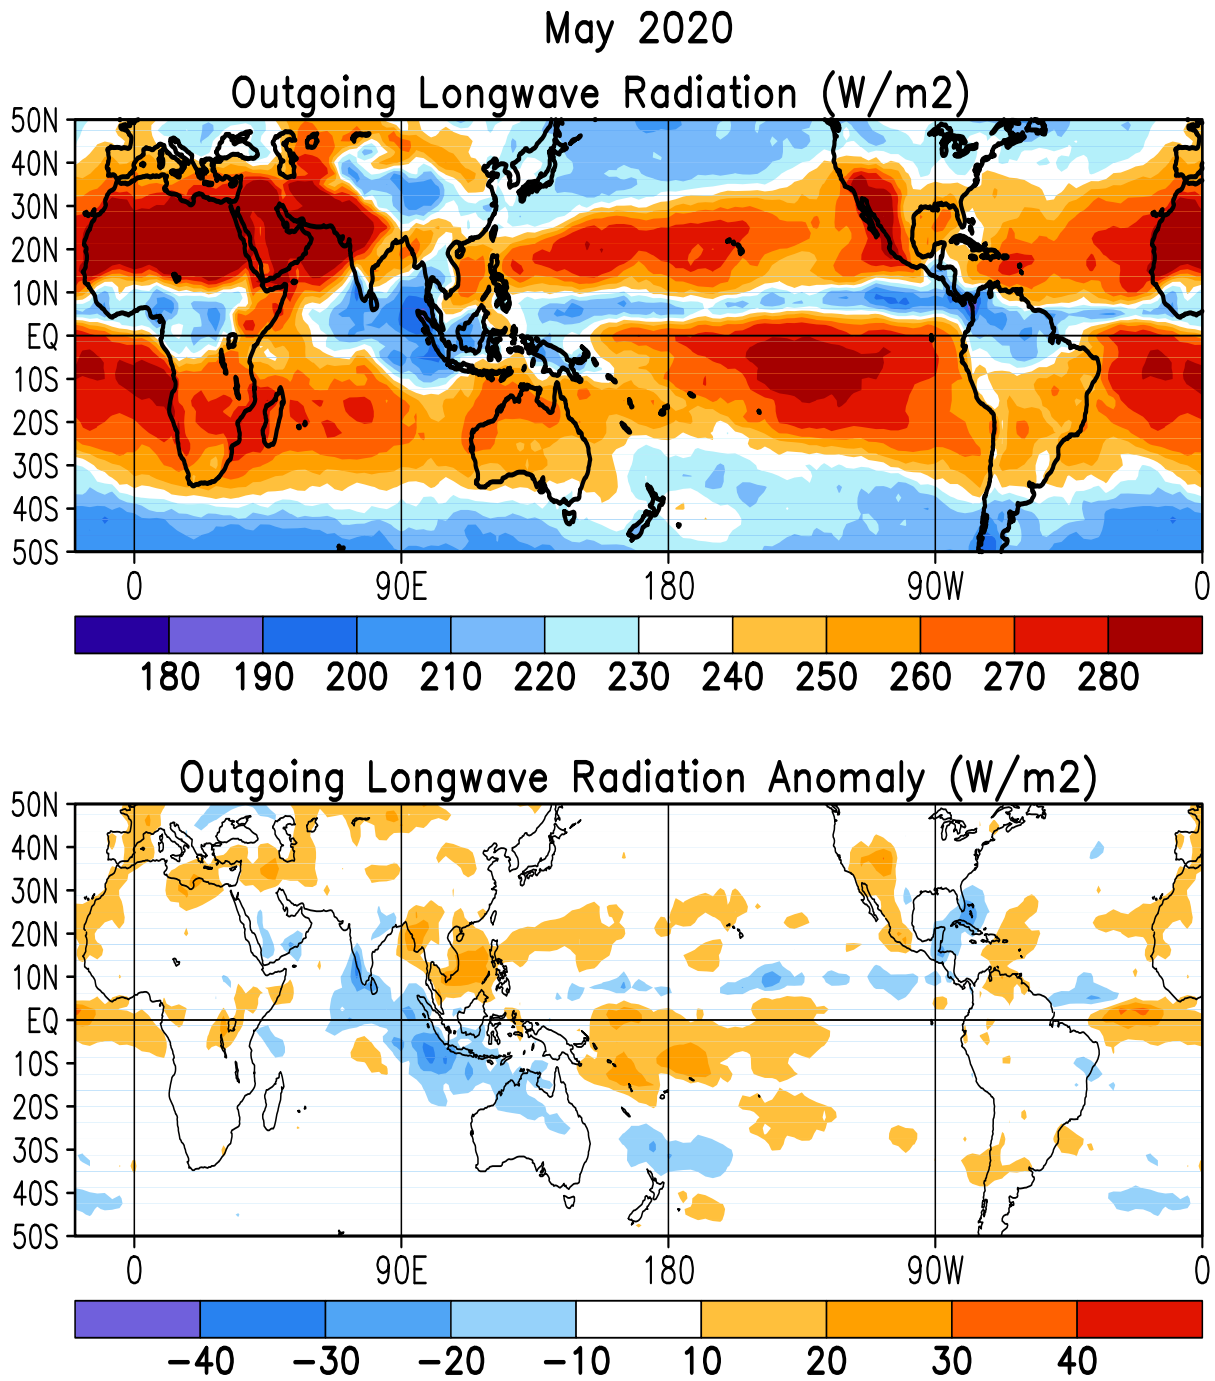 May 2020
Outgoing Longwave Radiation (W/m2)
50N
40N
30N
20N
10N
EQ
10S
20S
30S
40S
50S
0 90E 180 90W 0
180 190 200 210 220 230 240 250 260 270 280
Outgoing Longwave Radiation Anomaly (W/m2)
50N
40N
30N
20N
10N
EQ
10S
20S
30S
40S
50S
0 90E 180 90W 0
−40 −30 −20 −10 10 20 30 40